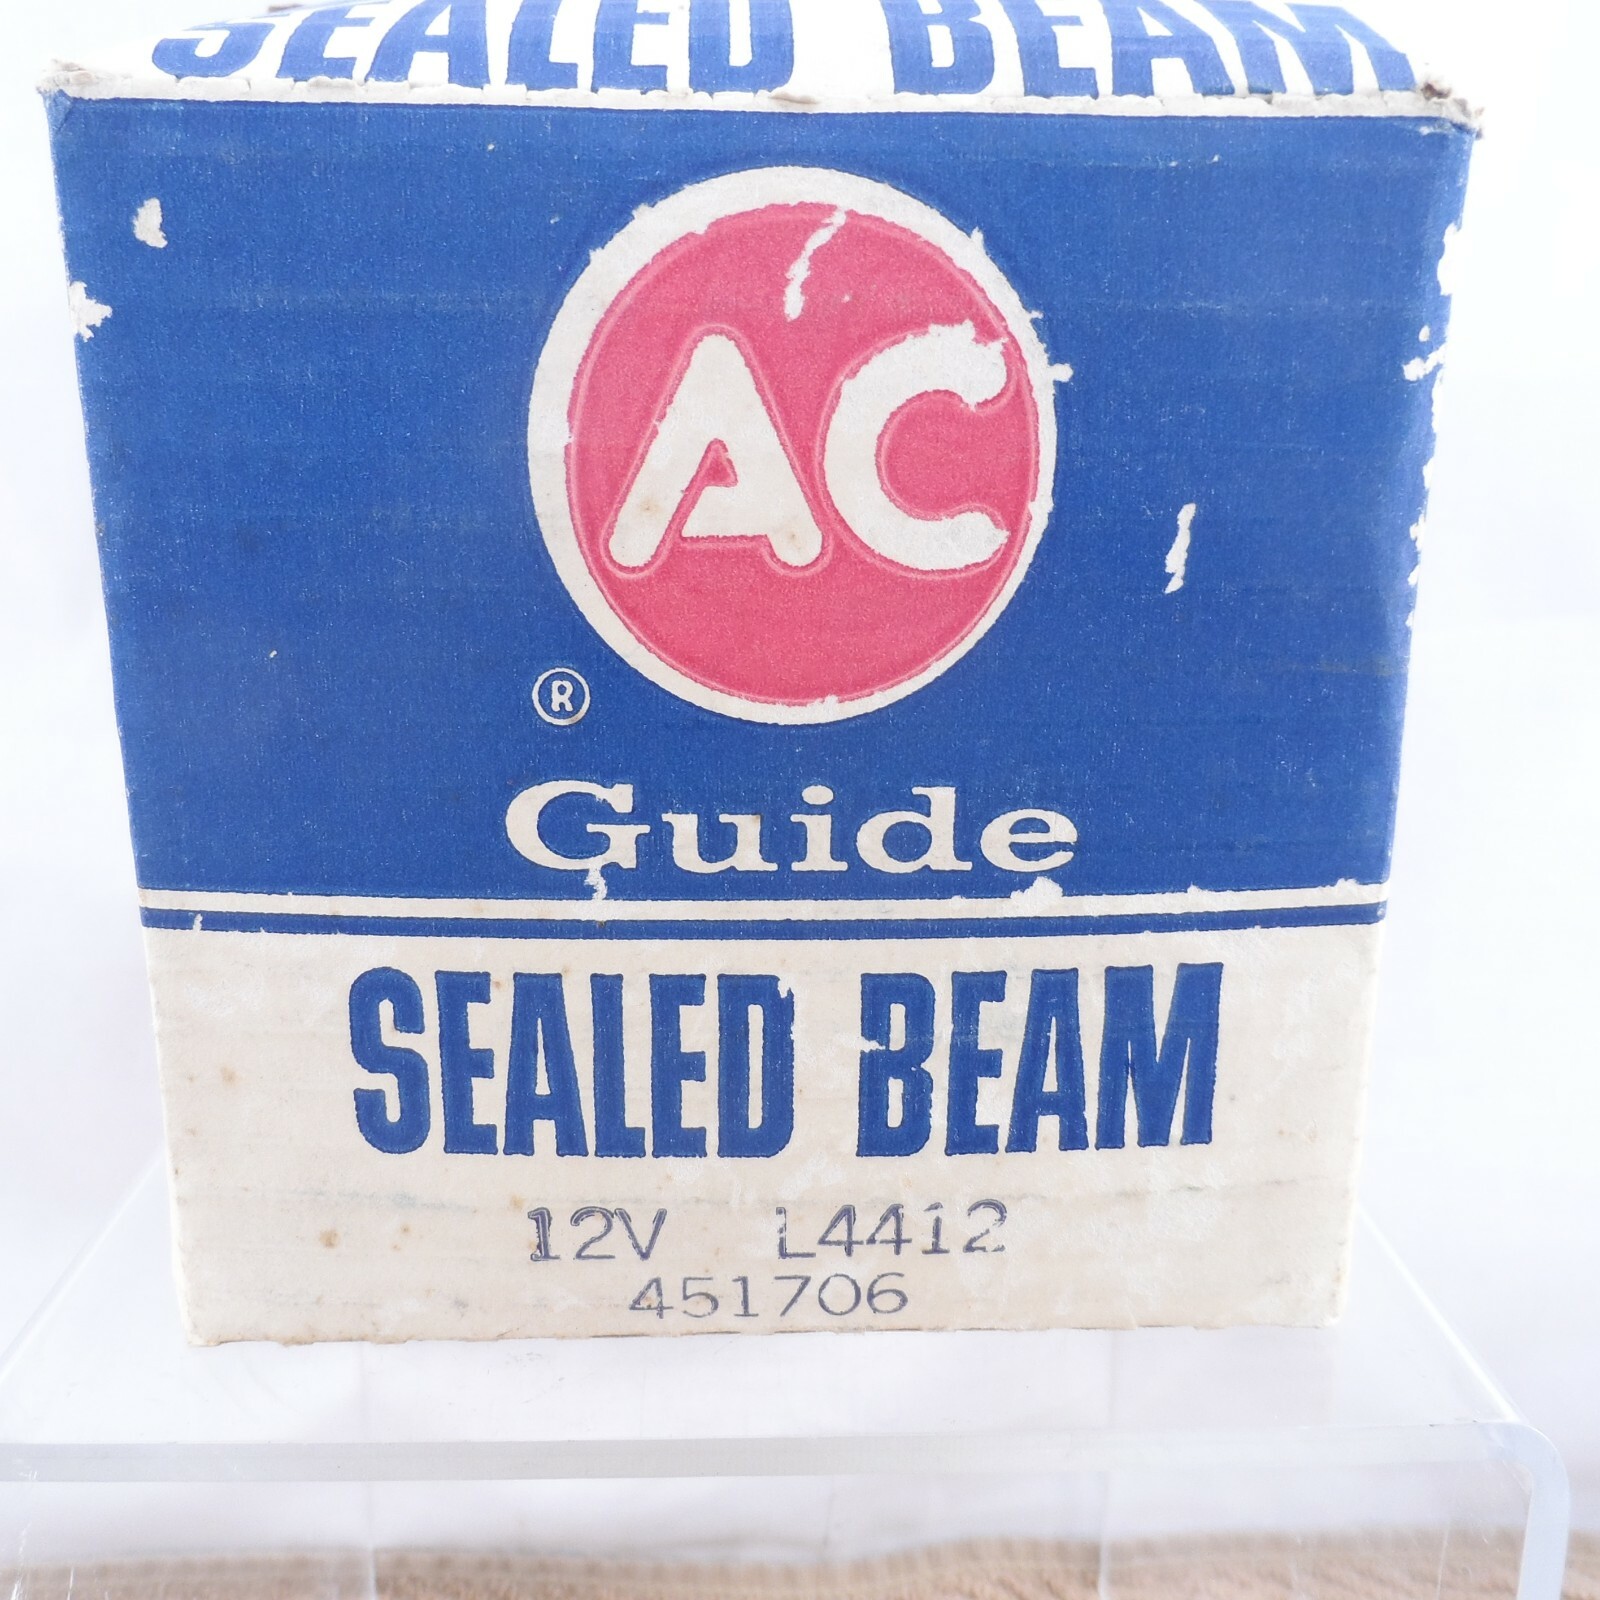 SEALED BEAM
AC
®
Guide
SEALED BEAM
12V L4412
451706